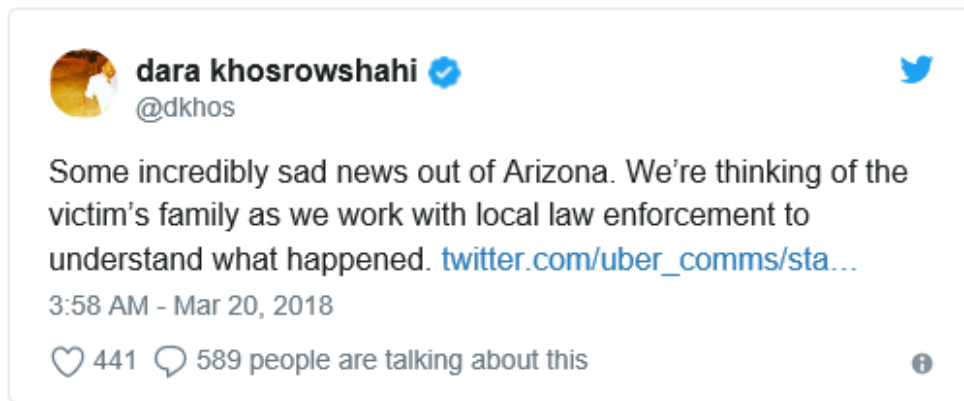 dara khosrowshahi
@dkhos
Some incredibly sad news out of Arizona. We’re thinking of the
victim’s family as we work with local law enforcement to
understand what happened. twitter.com/uber_comms/sta…
3:58 AM - Mar 20, 2018
441 589 people are talking about this